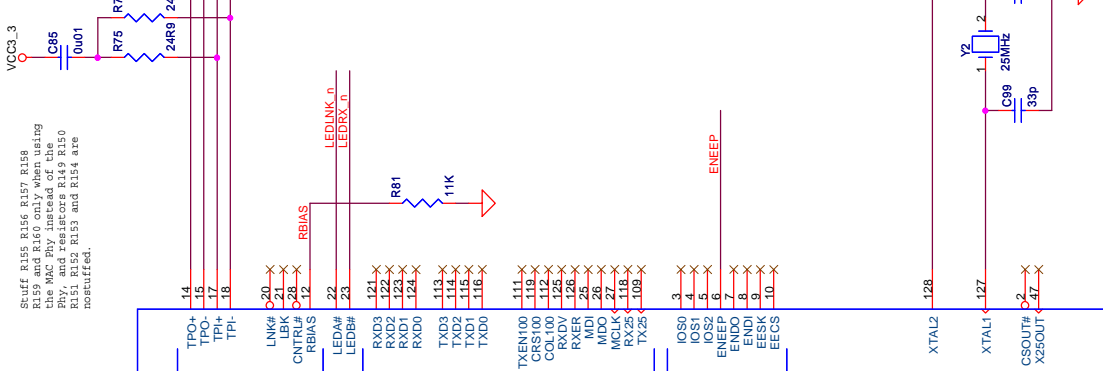 VCC3_3
C85
0u01
R7
24
R75
24R9
Stuff R155 R156 R157 R158
R159 and R160 only when using
the MAC Phy instead of the
Phy, and resistors R149 R150
R151 R152 R153 and R154 are
nostuffed.
LEDLNK_n
LEDRX_n
RBIAS
R81
11K
ENEEP
2
Y2
25MHz
1
C99
33p
14
15
17
18
20
21
28
12
22
23
121
122
123
124
113
114
115
116
111
119
112
125
126
25
26
27
118
109
3
4
5
6
7
8
9
10
128
127
2
47
TPO+
TPO-
TPI+
TPI-
LNK#
LBK
CNTRL#
RBIAS
LEDA#
LEDB#
RXD3
RXD2
RXD1
RXD0
TXD3
TXD2
TXD1
TXD0
TXEN100
CRS100
COL100
RXDV
RXER
MDI
MDO
MCLK
RX25
TX25
IOS0
IOS1
IOS2
ENEEP
ENDO
ENDI
EESK
EECS
XTAL2
XTAL1
CSOUT#
X25OUT